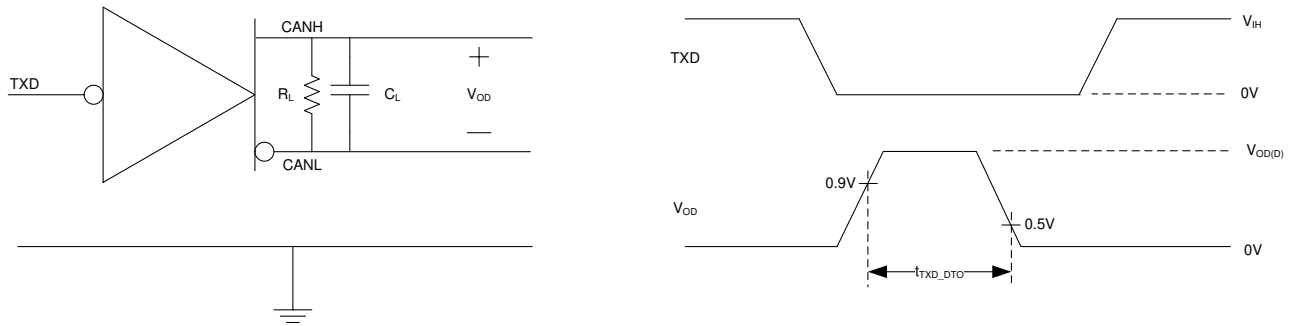 CANH
TXD
R_L
C_L
+
V_OD
—
CANL
V_IH
TXD
0V
V_OD(D)
0.9V
V_OD
0.5V
0V
t_TXD_DTO